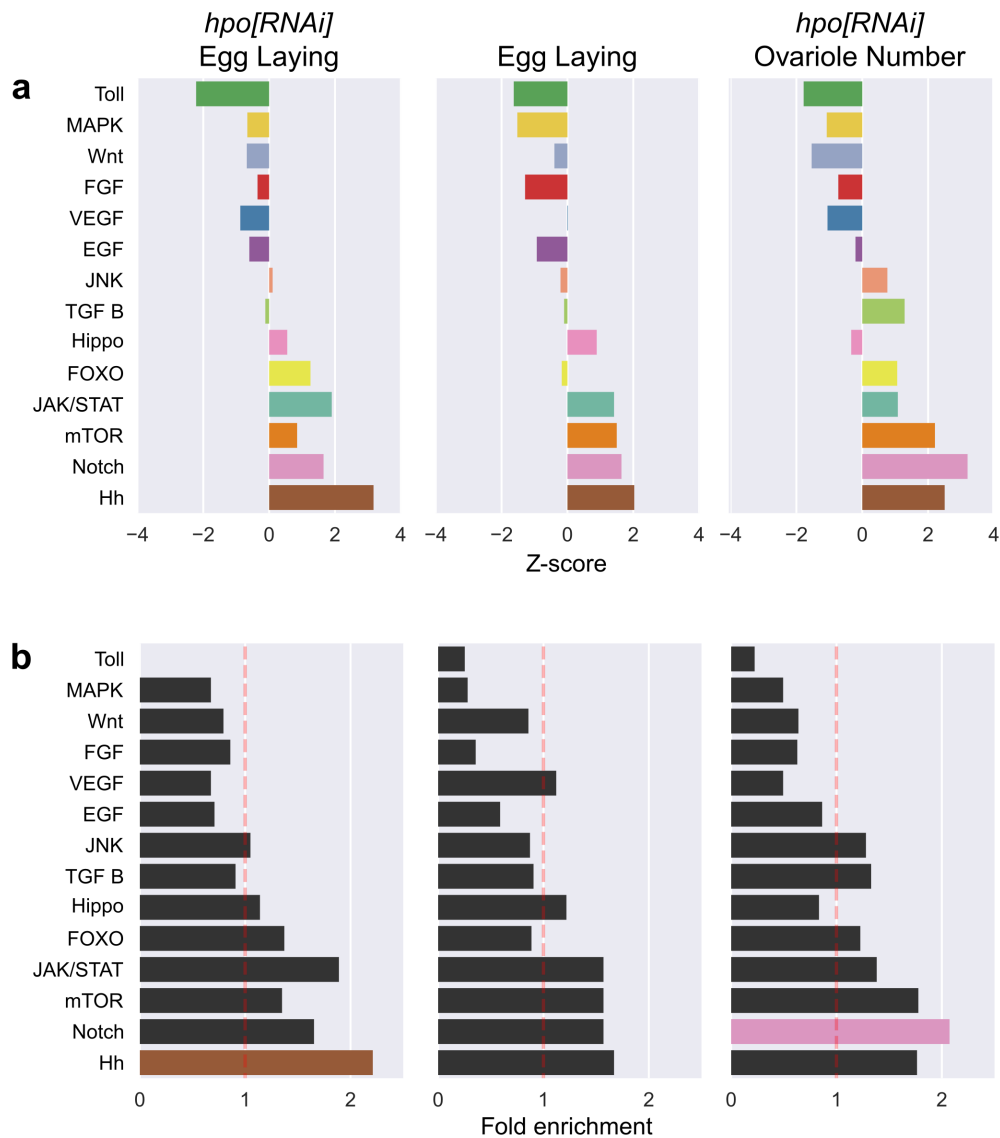 hpo[RNAi] hpo[RNAi]
Egg Laying Egg Laying Ovariole Number
a
Toll
MAPK
Wnt
FGF
VEGF
EGF
JNK
TGF B
Hippo
FOXO
JAK/STAT
mTOR
Notch
Hh
−4 −2 0 2 4 −4 −2 0 2 4 −4 −2 0 2 4
Z-score
b
Toll
MAPK
Wnt
FGF
VEGF
EGF
JNK
TGF B
Hippo
FOXO
JAK/STAT
mTOR
Notch
Hh
0 1 2 0 1 2 0 1 2
Fold enrichment